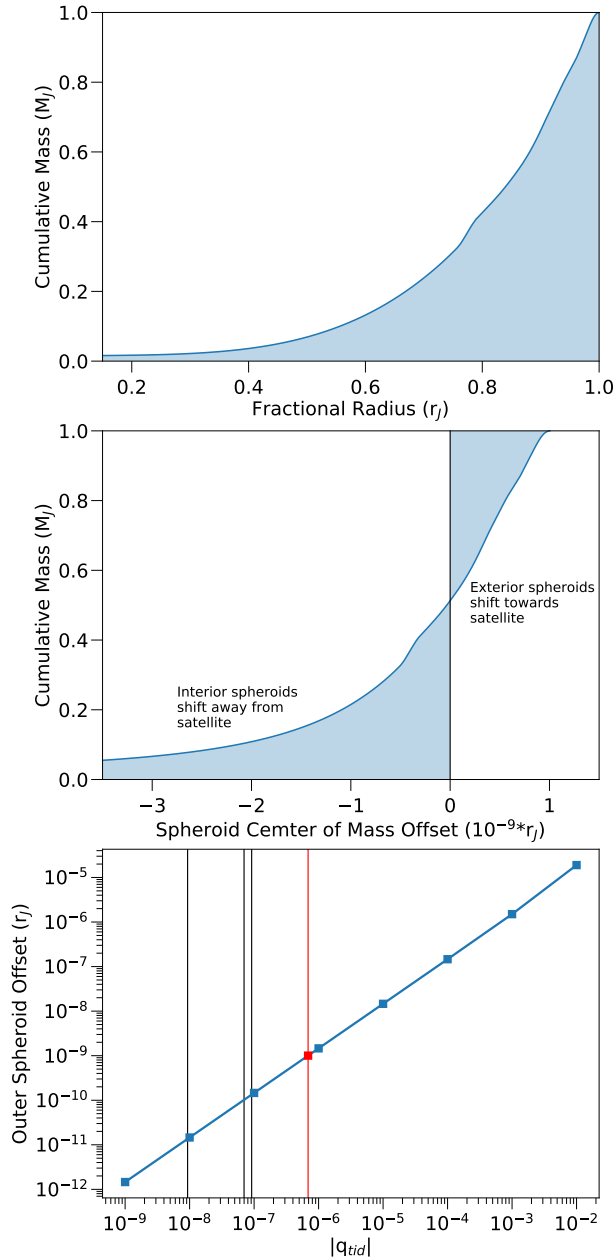 1.0
0.8
0.6
0.4
0.2
0.0
Cumulative Mass (M_J)
0.2 0.4 0.6 0.8 1.0
Fractional Radius (r_J)
1.0
0.8
0.6
0.4
0.2
0.0
Cumulative Mass (M_J)
Exterior spheroids
shift towards
satellite
Interior spheroids
shift away from
satellite
−3 −2 −1 0 1
Spheroid Cemter of Mass Offset (10⁻⁹*r_J)
10⁻⁵
10⁻⁶
10⁻⁷
10⁻⁸
10⁻⁹
10⁻¹⁰
10⁻¹¹
10⁻¹²
Outer Spheroid Offset (r_J)
10⁻⁹ 10⁻⁸ 10⁻⁷ 10⁻⁶ 10⁻⁵ 10⁻⁴ 10⁻³ 10⁻²
|q_tid|